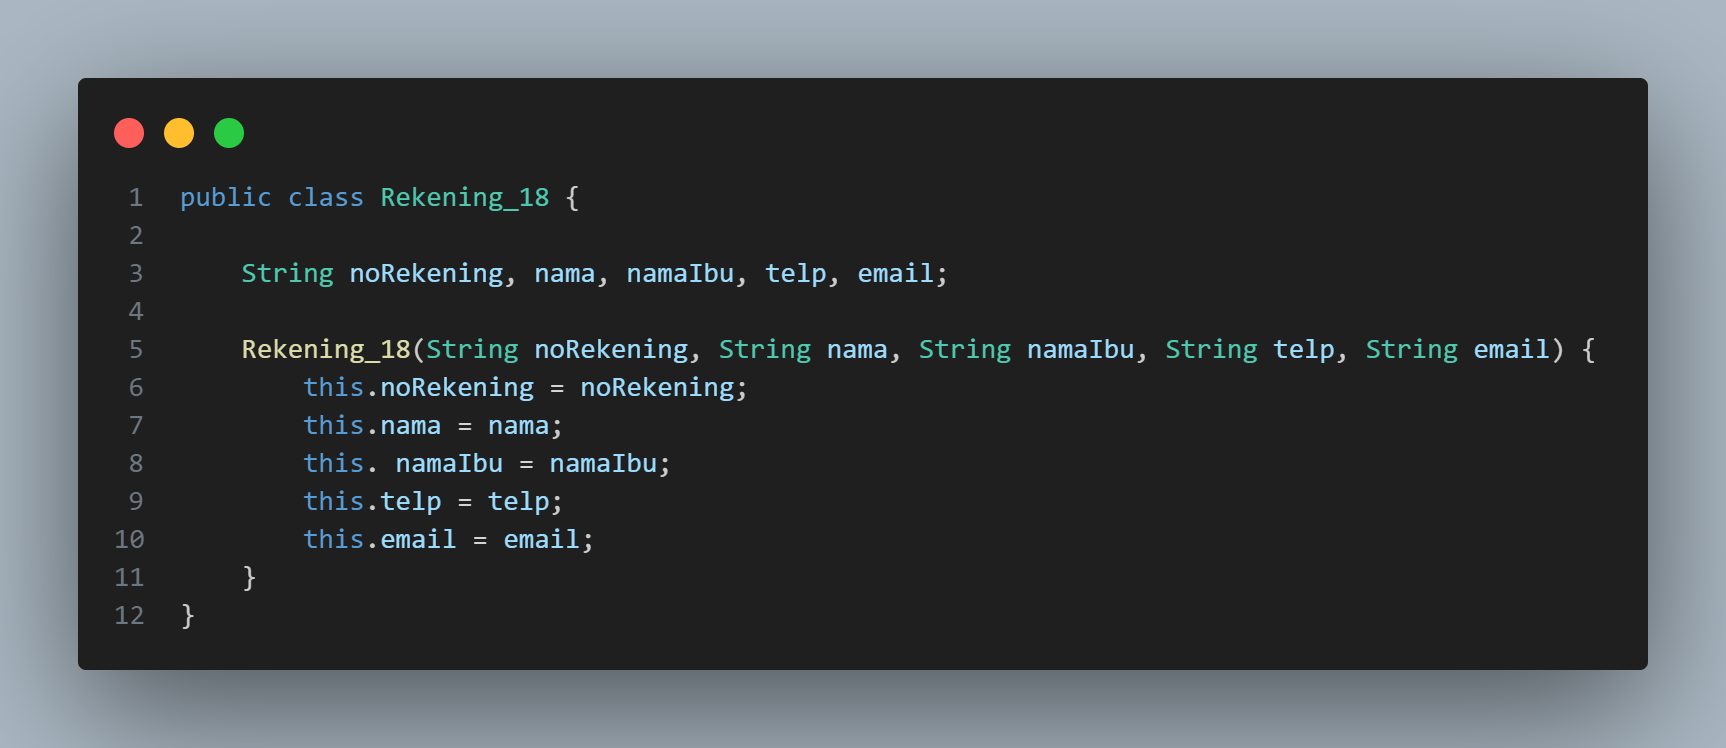 1 public class Rekening_18 {
2
3     String noRekening, nama, namaIbu, telp, email;
4
5     Rekening_18(String noRekening, String nama, String namaIbu, String telp, String email) {
6         this.noRekening = noRekening;
7         this.nama = nama;
8         this. namaIbu = namaIbu;
9         this.telp = telp;
10         this.email = email;
11     }
12 }